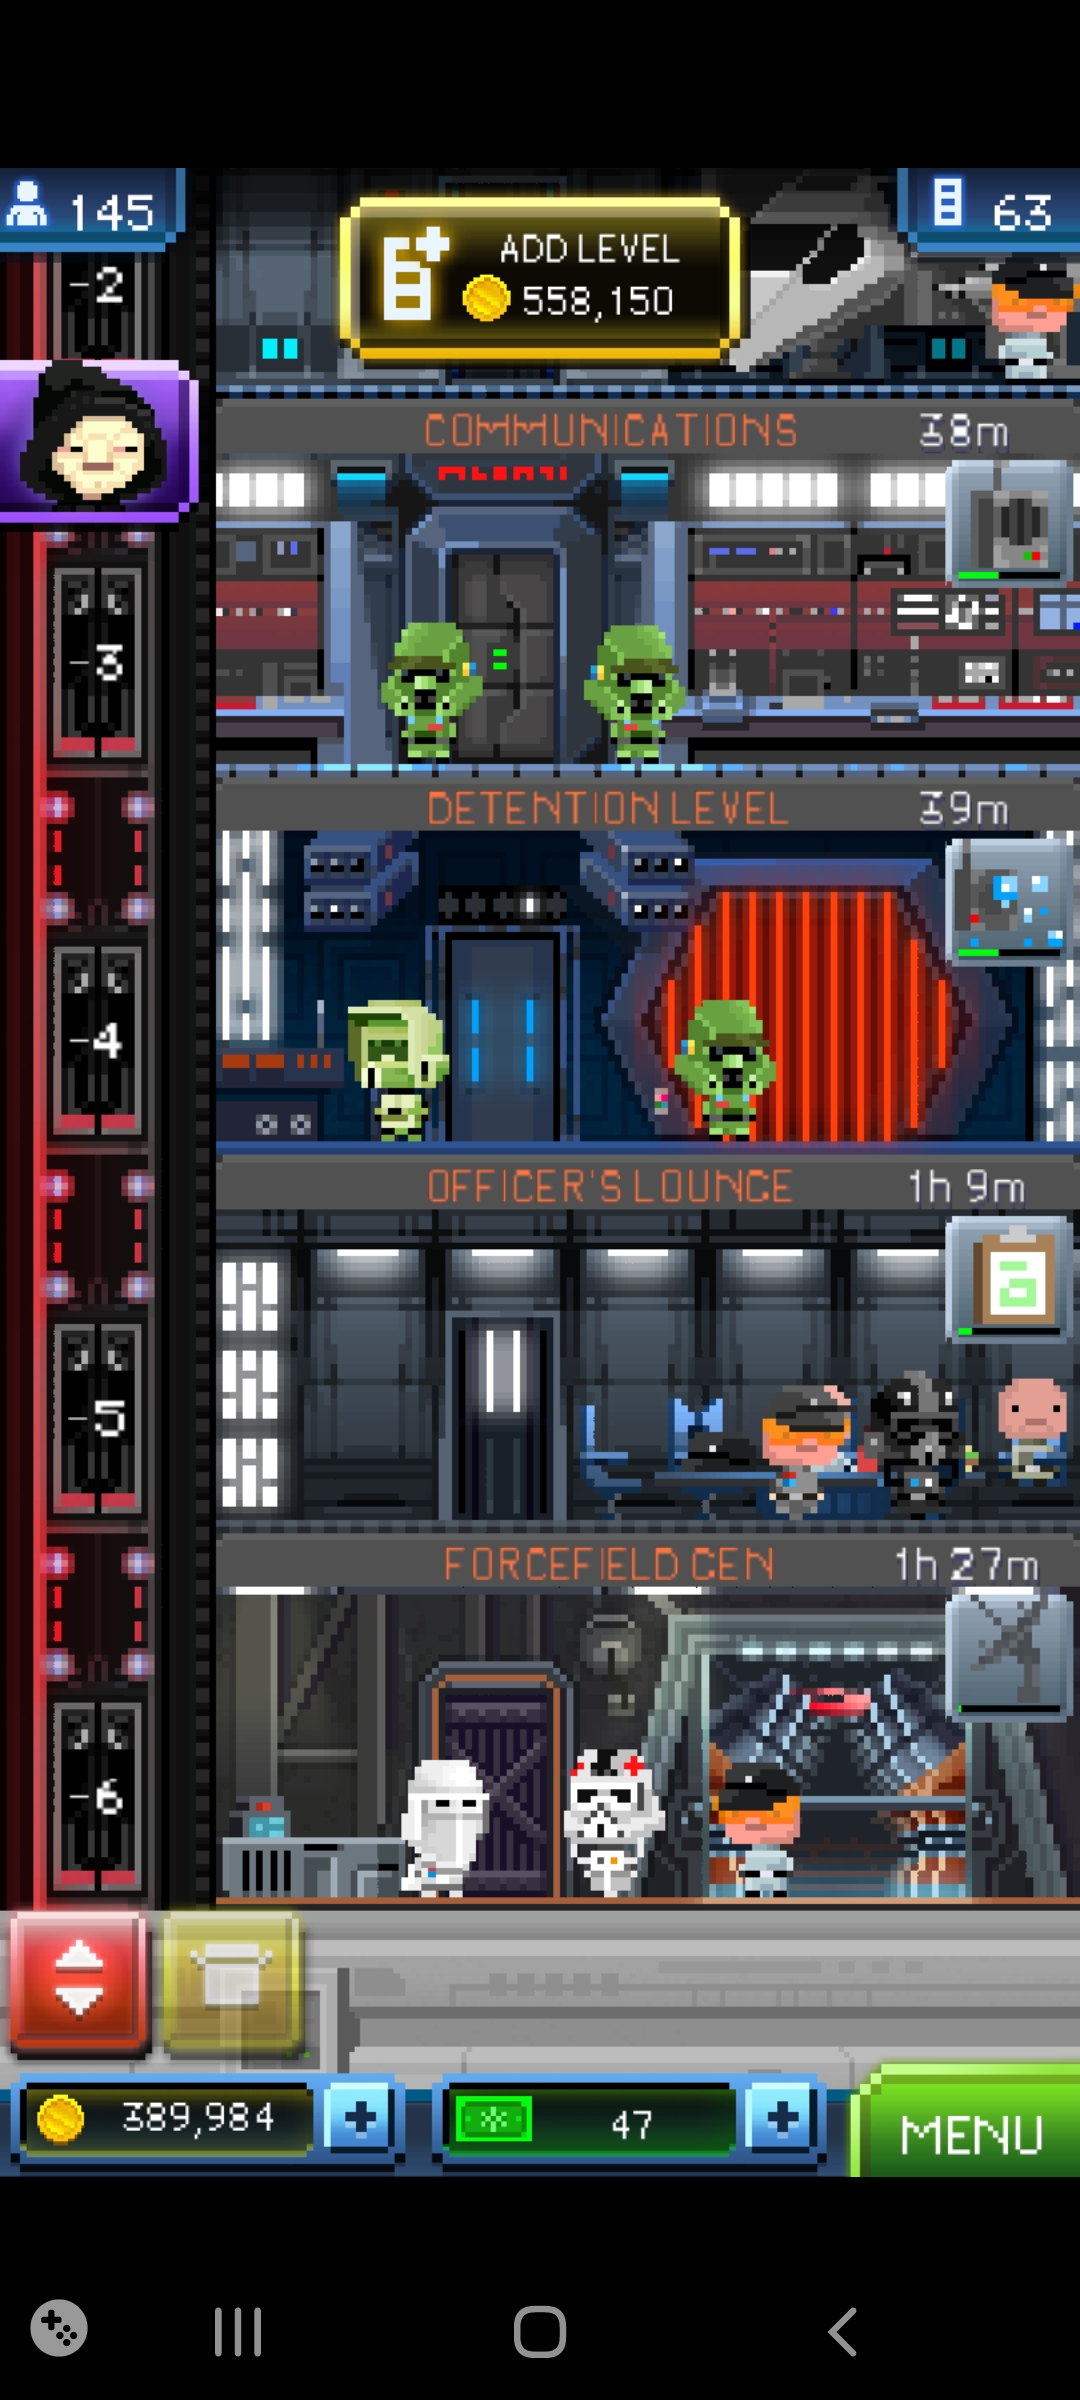 145
ADD LEVEL
558,150
63
-2
COMMUNICATIONS 38m
-3
DETENTION LEVEL 39m
-4
OFFICER'S LOUNGE 1h 9m
a
-5
FORCEFIELD GEN 1h 27m
-6
389,984
47
MENU